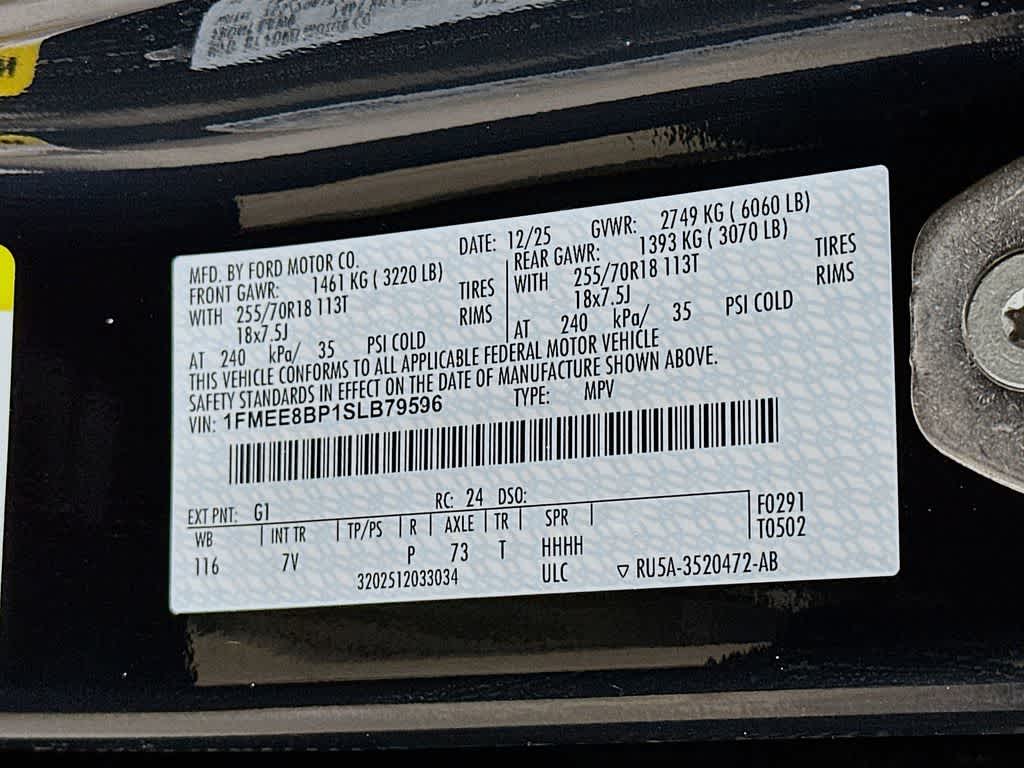 MFD. BY FORD MOTOR CO.
DATE: 12/25 GVWR: 2749 KG ( 6060 LB)
FRONT GAWR: 1461 KG ( 3220 LB)
WITH 255/70R18 113T TIRES
18x7.5J RIMS
AT 240 kPa/ 35 PSI COLD
REAR GAWR: 1393 KG ( 3070 LB)
WITH 255/70R18 113T TIRES
18x7.5J RIMS
AT 240 kPa/ 35 PSI COLD
THIS VEHICLE CONFORMS TO ALL APPLICABLE FEDERAL MOTOR VEHICLE
SAFETY STANDARDS IN EFFECT ON THE DATE OF MANUFACTURE SHOWN ABOVE.
VIN: 1FMEE8BP1SLB79596 TYPE: MPV
EXT PNT: G1 RC: 24 DSO: F0291
WB INT TR TP/PS R AXLE TR SPR T0502
116 7V P 73 T HHHH
3202512033034 ULC ▽ RU5A-3520472-AB